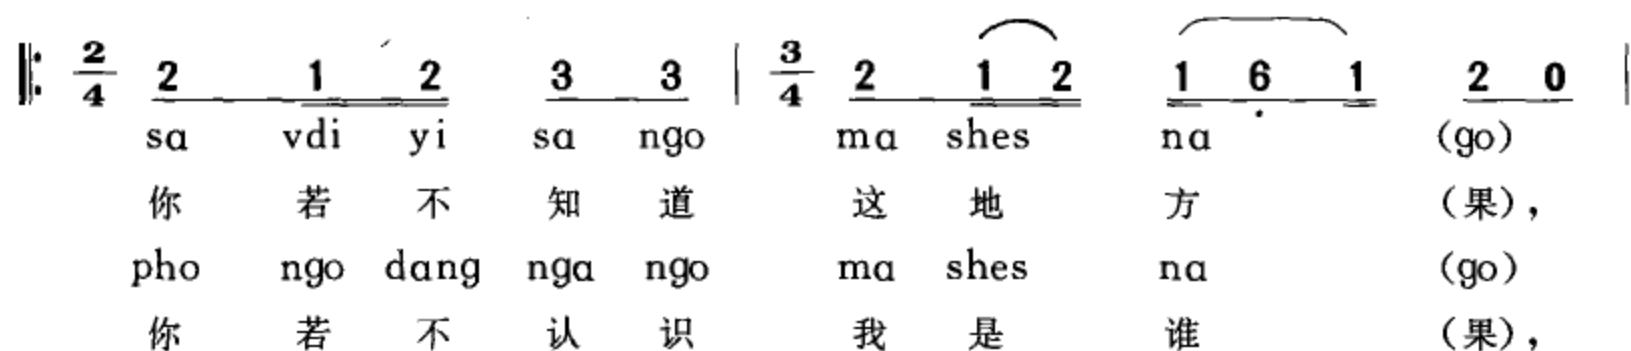 2/4 2 1 2 3 3 | 3/4 2 1 2 1 6 1 2 0 |
sa vdi yi sa ngo ma shes na (go)
你 若 不 知 道 这 地 方 (果),
pho ngo dang nga ngo ma shes na (go)
你 若 不 认 识 我 是 谁 (果),